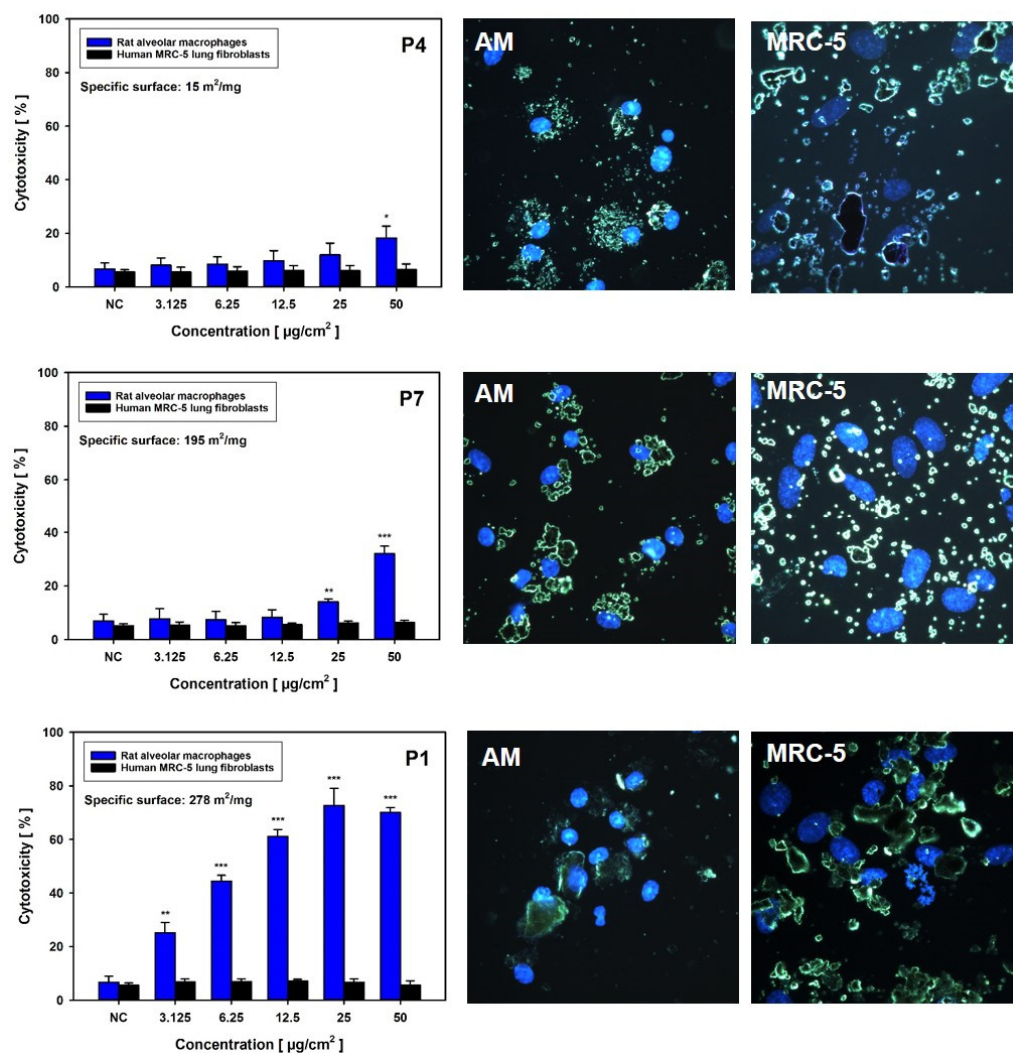 100
80
60
40
20
0
Cytotoxicity [ % ]
Rat alveolar macrophages
Human MRC-5 lung fibroblasts
P4
Specific surface: 15 m²/mg
*
NC 3.125 6.25 12.5 25 50
Concentration [ µg/cm² ]
AM
MRC-5
100
80
60
40
20
0
Cytotoxicity [ % ]
Rat alveolar macrophages
Human MRC-5 lung fibroblasts
P7
Specific surface: 195 m²/mg
**
***
NC 3.125 6.25 12.5 25 50
Concentration [ µg/cm² ]
AM
MRC-5
100
80
60
40
20
0
Cytotoxicity [ % ]
Rat alveolar macrophages
Human MRC-5 lung fibroblasts
P1
Specific surface: 278 m²/mg
**
***
***
***
***
NC 3.125 6.25 12.5 25 50
Concentration [ µg/cm² ]
AM
MRC-5